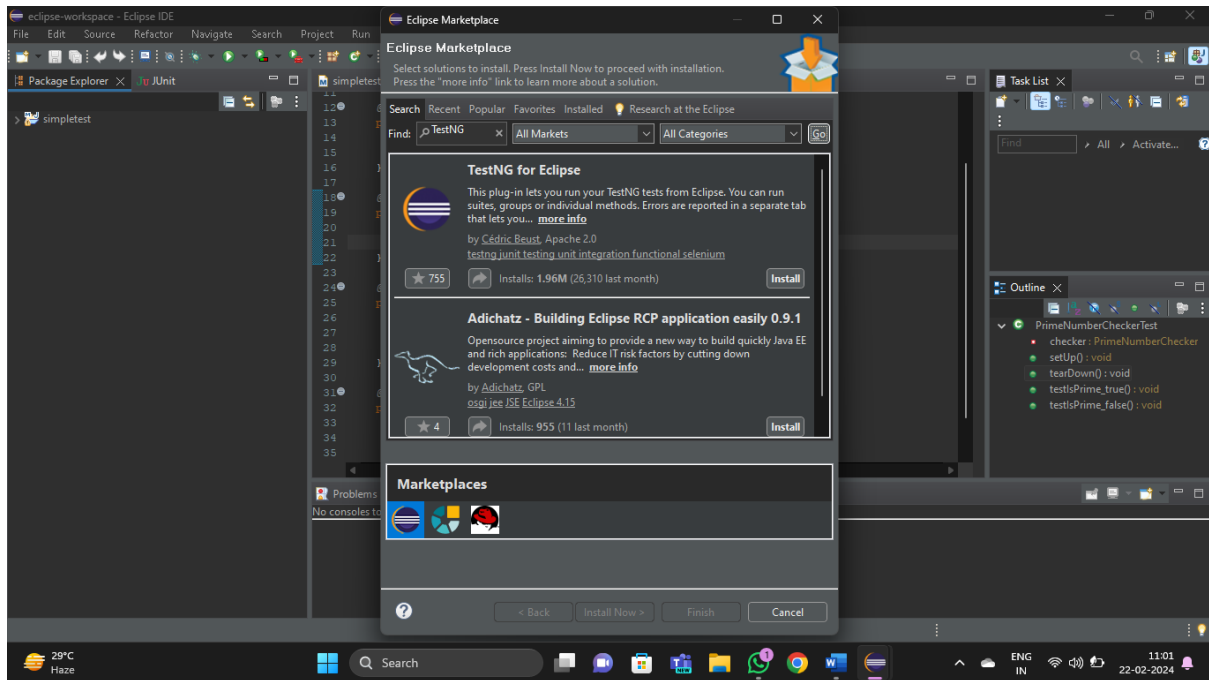 eclipse-workspace - Eclipse IDE
File Edit Source Refactor Navigate Search Project Run
Package Explorer JUnit
simpletest
simpletest
12
13
14
15
16
17
18
19
20
21
22
23
24
25
26
27
28
29
30
31
32
33
34
35
Problems
No consoles to
Eclipse Marketplace
Eclipse Marketplace
Select solutions to install. Press Install Now to proceed with installation.
Press the "more info" link to learn more about a solution.
Search Recent Popular Favorites Installed Research at the Eclipse
Find: TestNG All Markets All Categories Go
TestNG for Eclipse
This plug-in lets you run your TestNG tests from Eclipse. You can run
suites, groups or individual methods. Errors are reported in a separate tab
that lets you... more info
by Cédric Beust, Apache 2.0
testng junit testing unit integration functional selenium
755 Installs: 1.96M (26,310 last month) Install
Adichatz - Building Eclipse RCP application easily 0.9.1
Opensource project aiming to provide a new way to build quickly Java EE
and rich applications: Reduce IT risk factors by cutting down
development costs and... more info
by Adichatz, GPL
osgi jee JSE Eclipse 4.15
4 Installs: 955 (11 last month) Install
Marketplaces
< Back Install Now > Finish Cancel
Task List
Find All Activate...
Outline
PrimeNumberCheckerTest
checker : PrimeNumberChecker
setUp() : void
tearDown() : void
testIsPrime_true() : void
testIsPrime_false() : void
29°C
Haze
Search
NEW
1
ENG
IN
11:01
22-02-2024